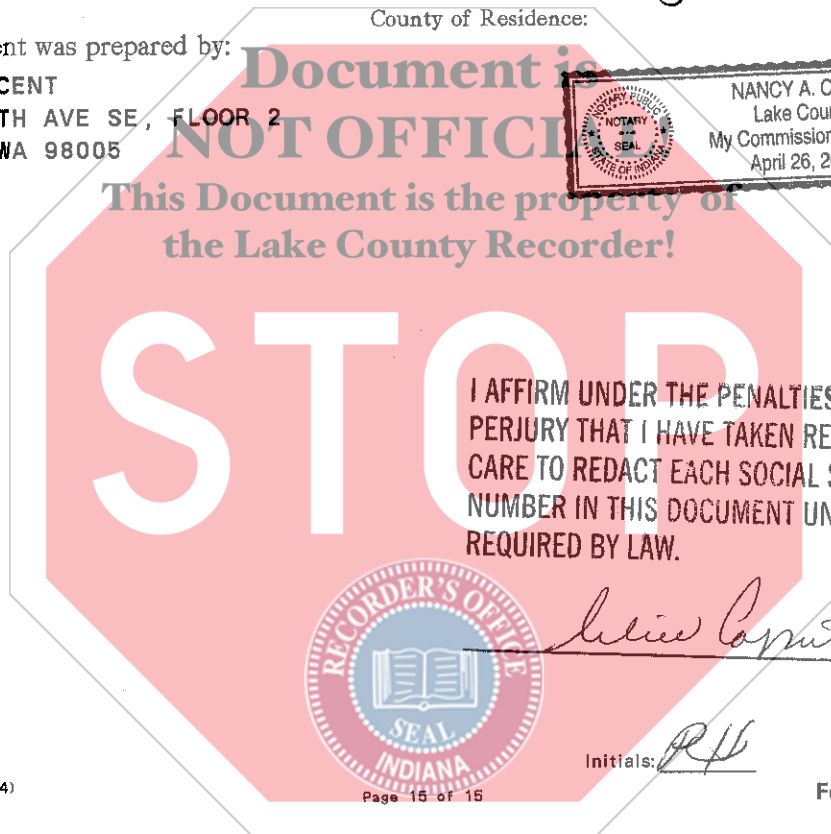 County of Residence:
ent was prepared by:
CENT
TH AVE SE, FLOOR 2
WA 98005
Document is
NOT OFFICIAL!
This Document is the property of
the Lake County Recorder!
NANCY A. C
Lake Coun
My Commission
April 26, 2
NOTARY PUBLIC
NOTARY
SEAL
STATE OF INDIANA
STOP
I AFFIRM UNDER THE PENALTIES
PERJURY THAT I HAVE TAKEN RE
CARE TO REDACT EACH SOCIAL S
NUMBER IN THIS DOCUMENT UN
REQUIRED BY LAW.
RECORDER'S OFFICE
SEAL
INDIANA
Initials: RH
4)
Page 15 of 15
Fo